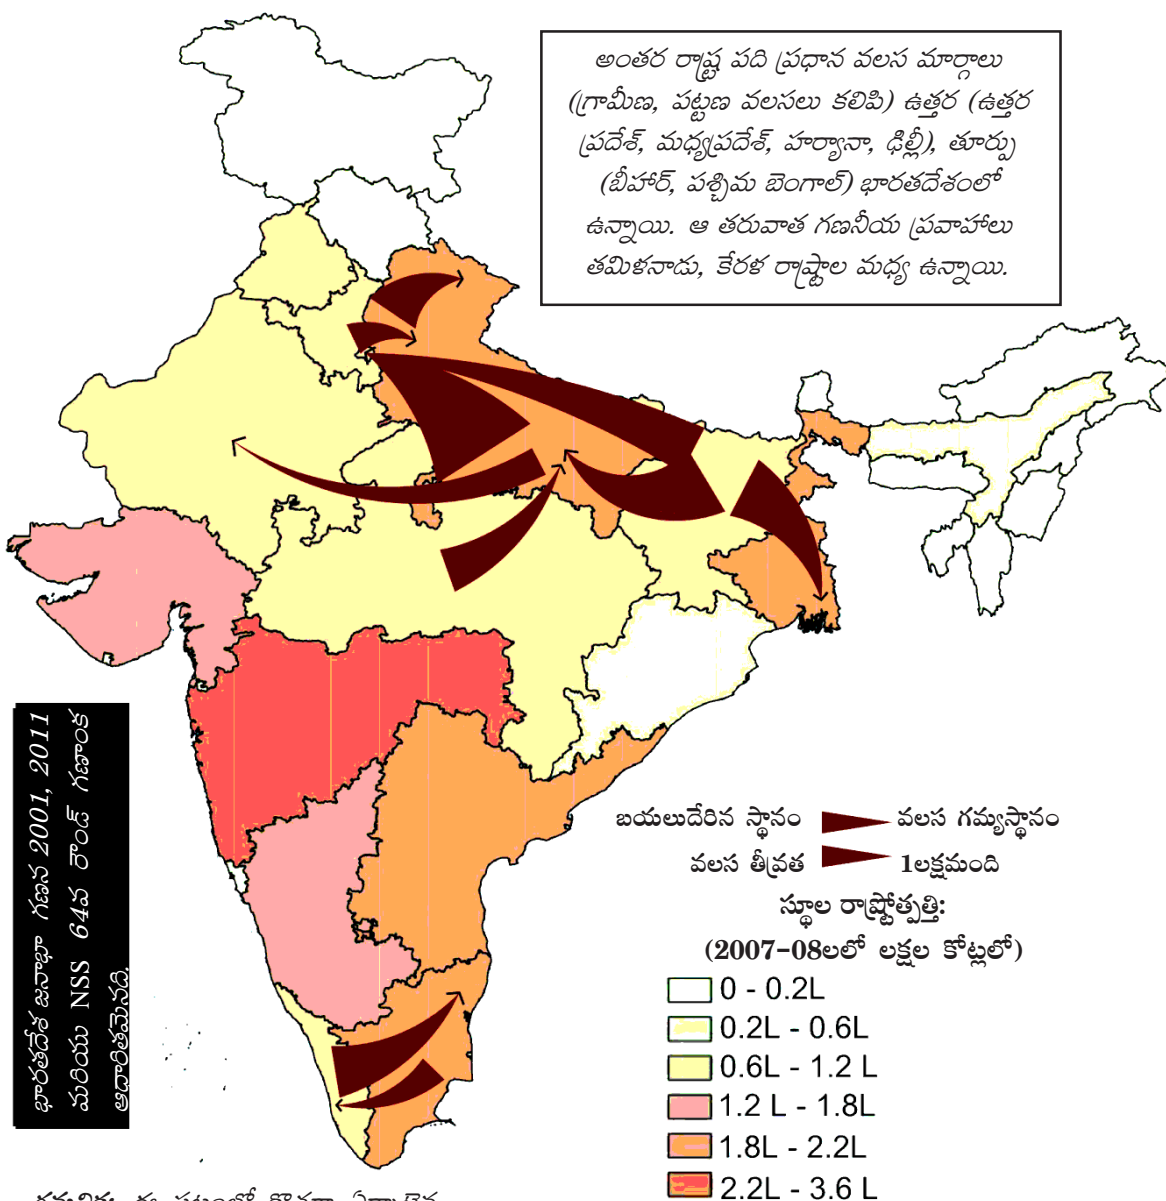 అంతర రాష్ట్ర పది ప్రధాన వలస మార్గాలు
(గ్రామీణ, పట్టణ వలసలు కలిపి) ఉత్తర (ఉత్తర
ప్రదేశ్, మధ్యప్రదేశ్, హర్యానా, ఢిల్లీ), తూర్పు
(బీహార్, పశ్చిమ బెంగాల్) భారతదేశంలో
ఉన్నాయి. ఆ తరువాత గణనీయ ప్రవాహాలు
తమిళనాడు, కేరళ రాష్ట్రాల మధ్య ఉన్నాయి.
భారతదేశ జనాభా గణన 2001, 2011
మరియు NSS 64వ రౌండ్ గణాంక
ఆధారితమైనది.
బయలుదేరిన స్థానం వలస గమ్యస్థానం
వలస తీవ్రత 1లక్షమంది
స్థూల రాష్ట్రోత్పత్తి:
(2007-08లలో లక్షల కోట్లలో)
0 - 0.2L
0.2L - 0.6L
0.6L - 1.2 L
1.2 L - 1.8L
1.8L - 2.2L
2.2L - 3.6 L